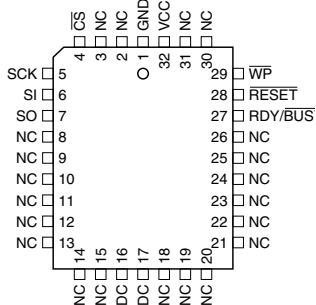 CS NC NC GND VCC NC NC
4 3 2 1 32 31 30
SCK 5 29 WP
SI 6 28 RESET
SO 7 27 RDY/BUSY
NC 8 26 NC
NC 9 25 NC
NC 10 24 NC
NC 11 23 NC
NC 12 22 NC
NC 13 21 NC
14 15 16 17 18 19 20
NC NC DC DC NC NC NC